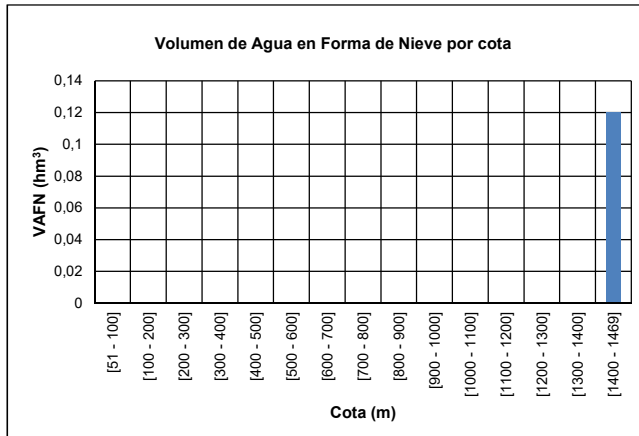 Volumen de Agua en Forma de Nieve por cota
VAFN (hm³)
0,14
0,12
0,1
0,08
0,06
0,04
0,02
0
[51 - 100]
[100 - 200]
[200 - 300]
[300 - 400]
[400 - 500]
[500 - 600]
[600 - 700]
[700 - 800]
[800 - 900]
[900 - 1000]
[1000 - 1100]
[1100 - 1200]
[1200 - 1300]
[1300 - 1400]
[1400 - 1469]
Cota (m)